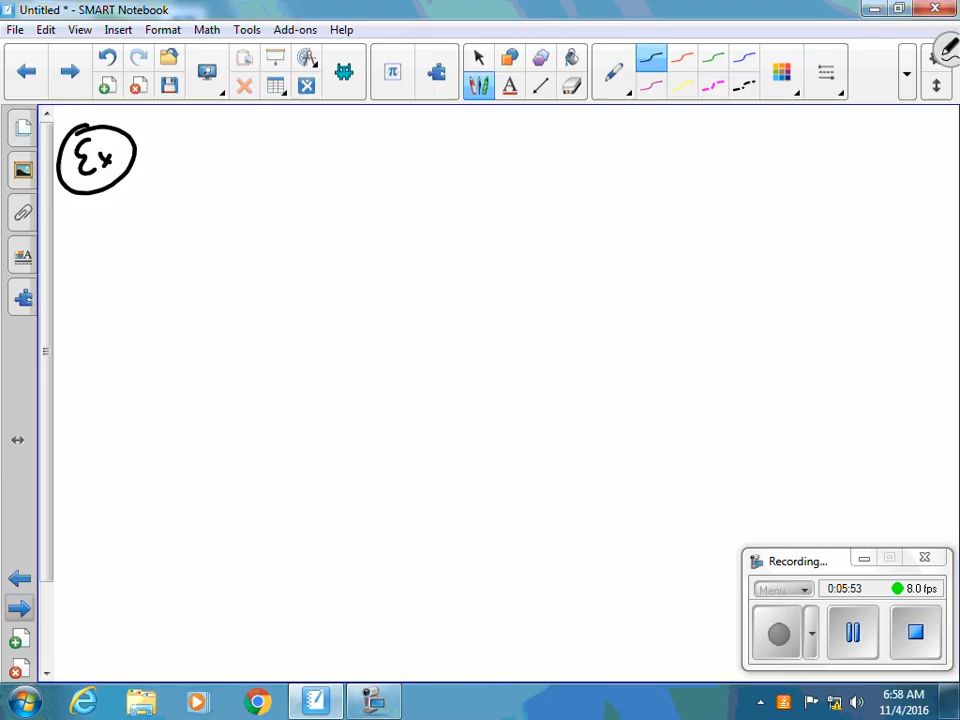 Untitled * - SMART Notebook
File Edit View Insert Format Math Tools Add-ons Help
π
A
Ex
A
Recording...
Menu 0:05:53 8.0 fps
6:58 AM
11/4/2016